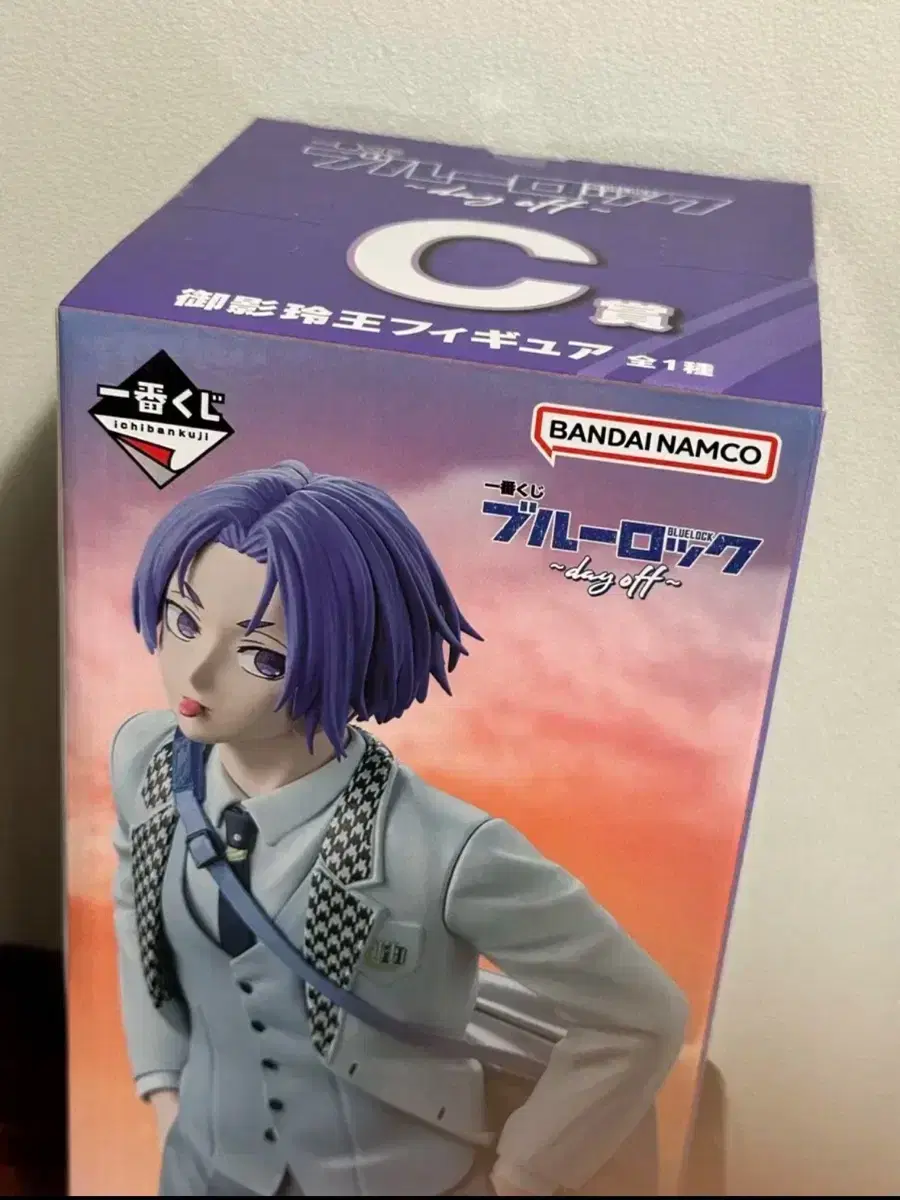 ブルーロック
~day off~
C賞
御影玲王フィギュア 全1種
一番くじ
ichibankuji
BANDAI NAMCO
一番くじ
ブルーロック
BLUELOCK
~day off~